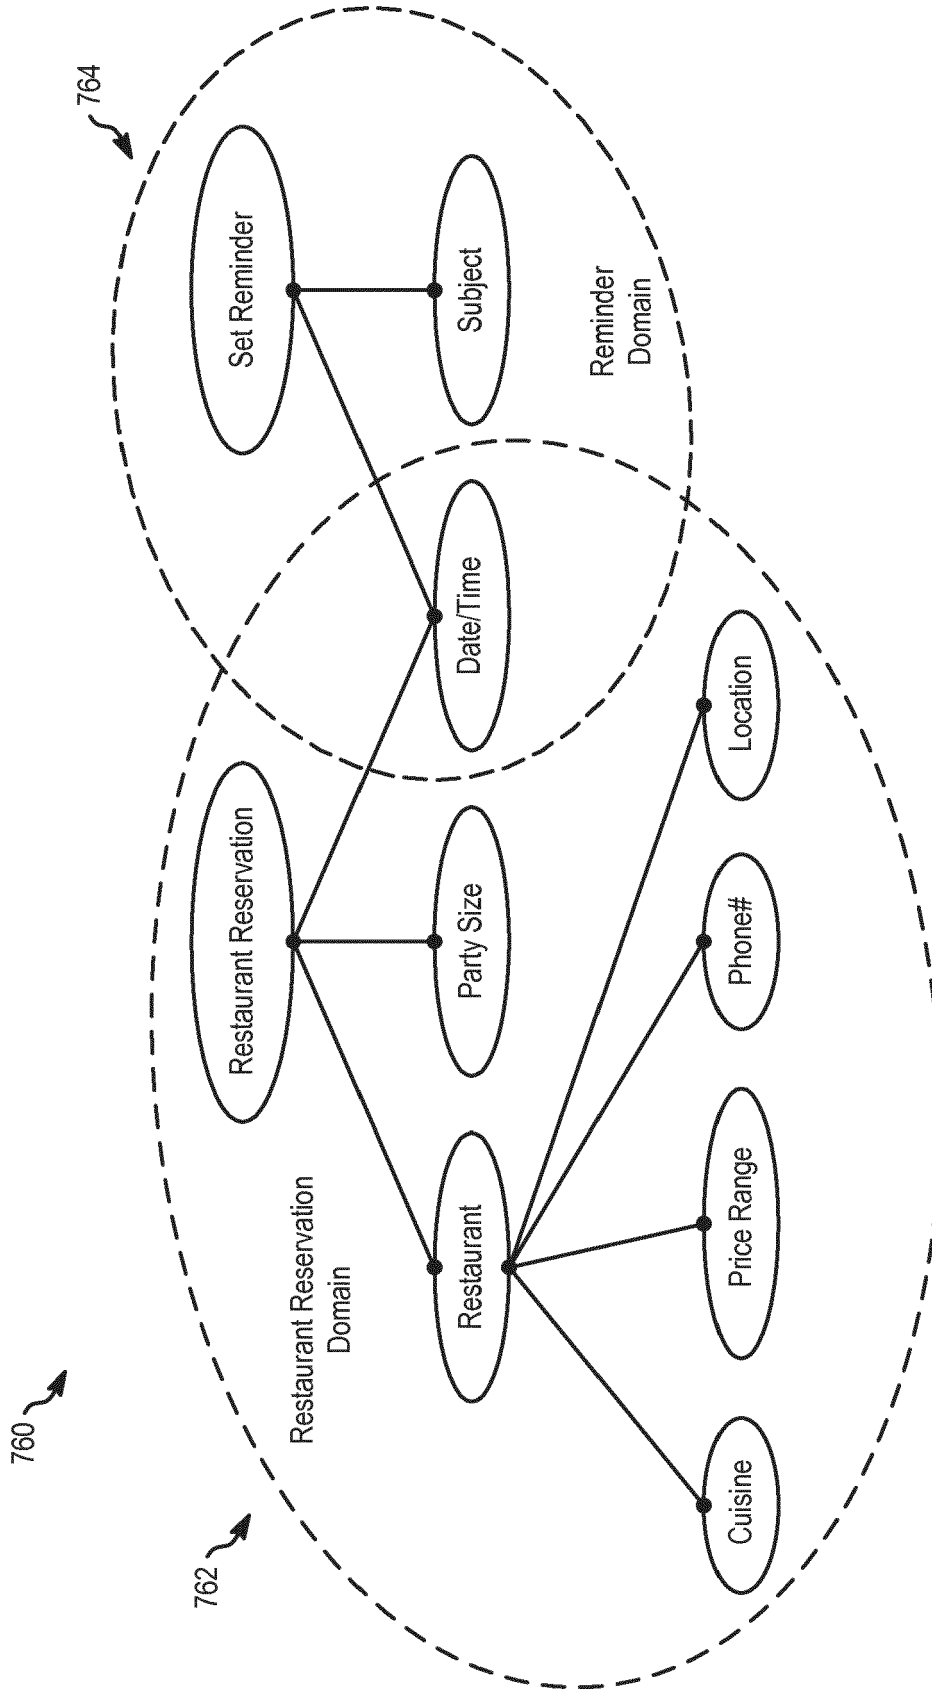 760
762
764
Restaurant Reservation
Set Reminder
Restaurant Reservation
Domain
Restaurant
Party Size
Date/Time
Subject
Reminder
Domain
Cuisine
Price Range
Phone#
Location